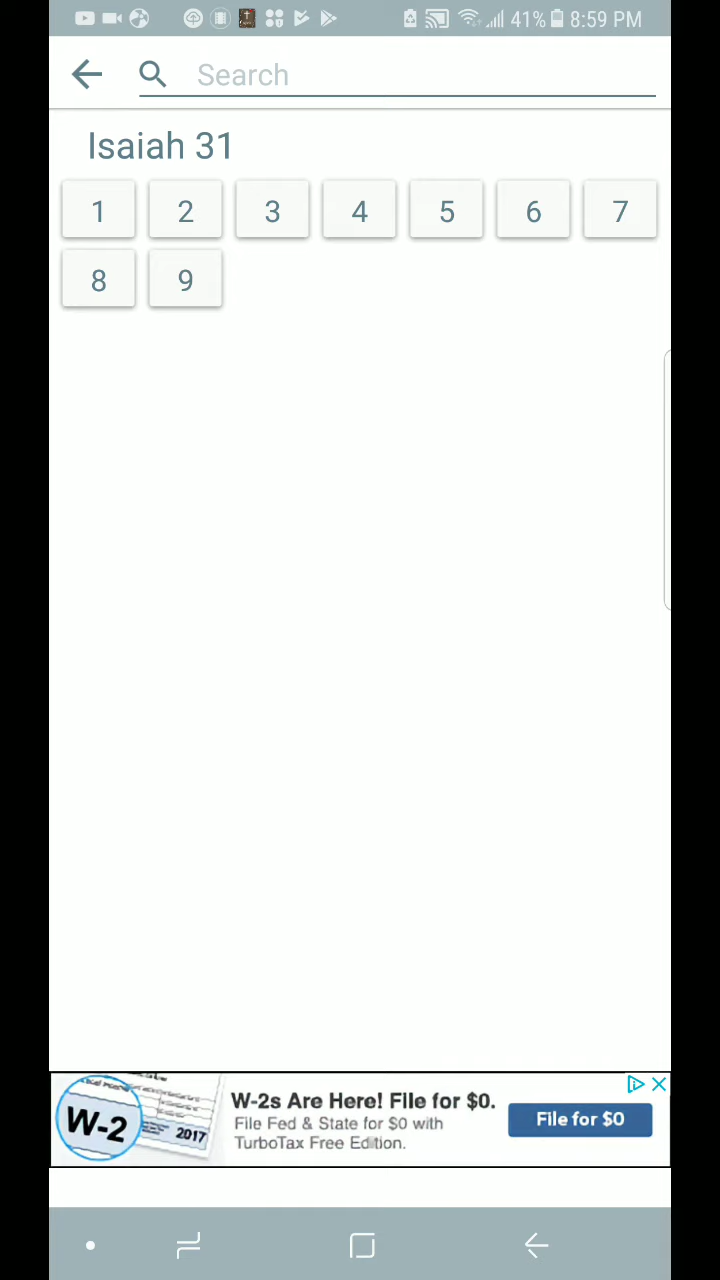 41% 8:59 PM
Search
Isaiah 31
1 2 3 4 5 6 7
8 9
W-2s Are Here! File for $0.
File Fed & State for $0 with
TurboTax Free Edition.
File for $0
W-2
2017